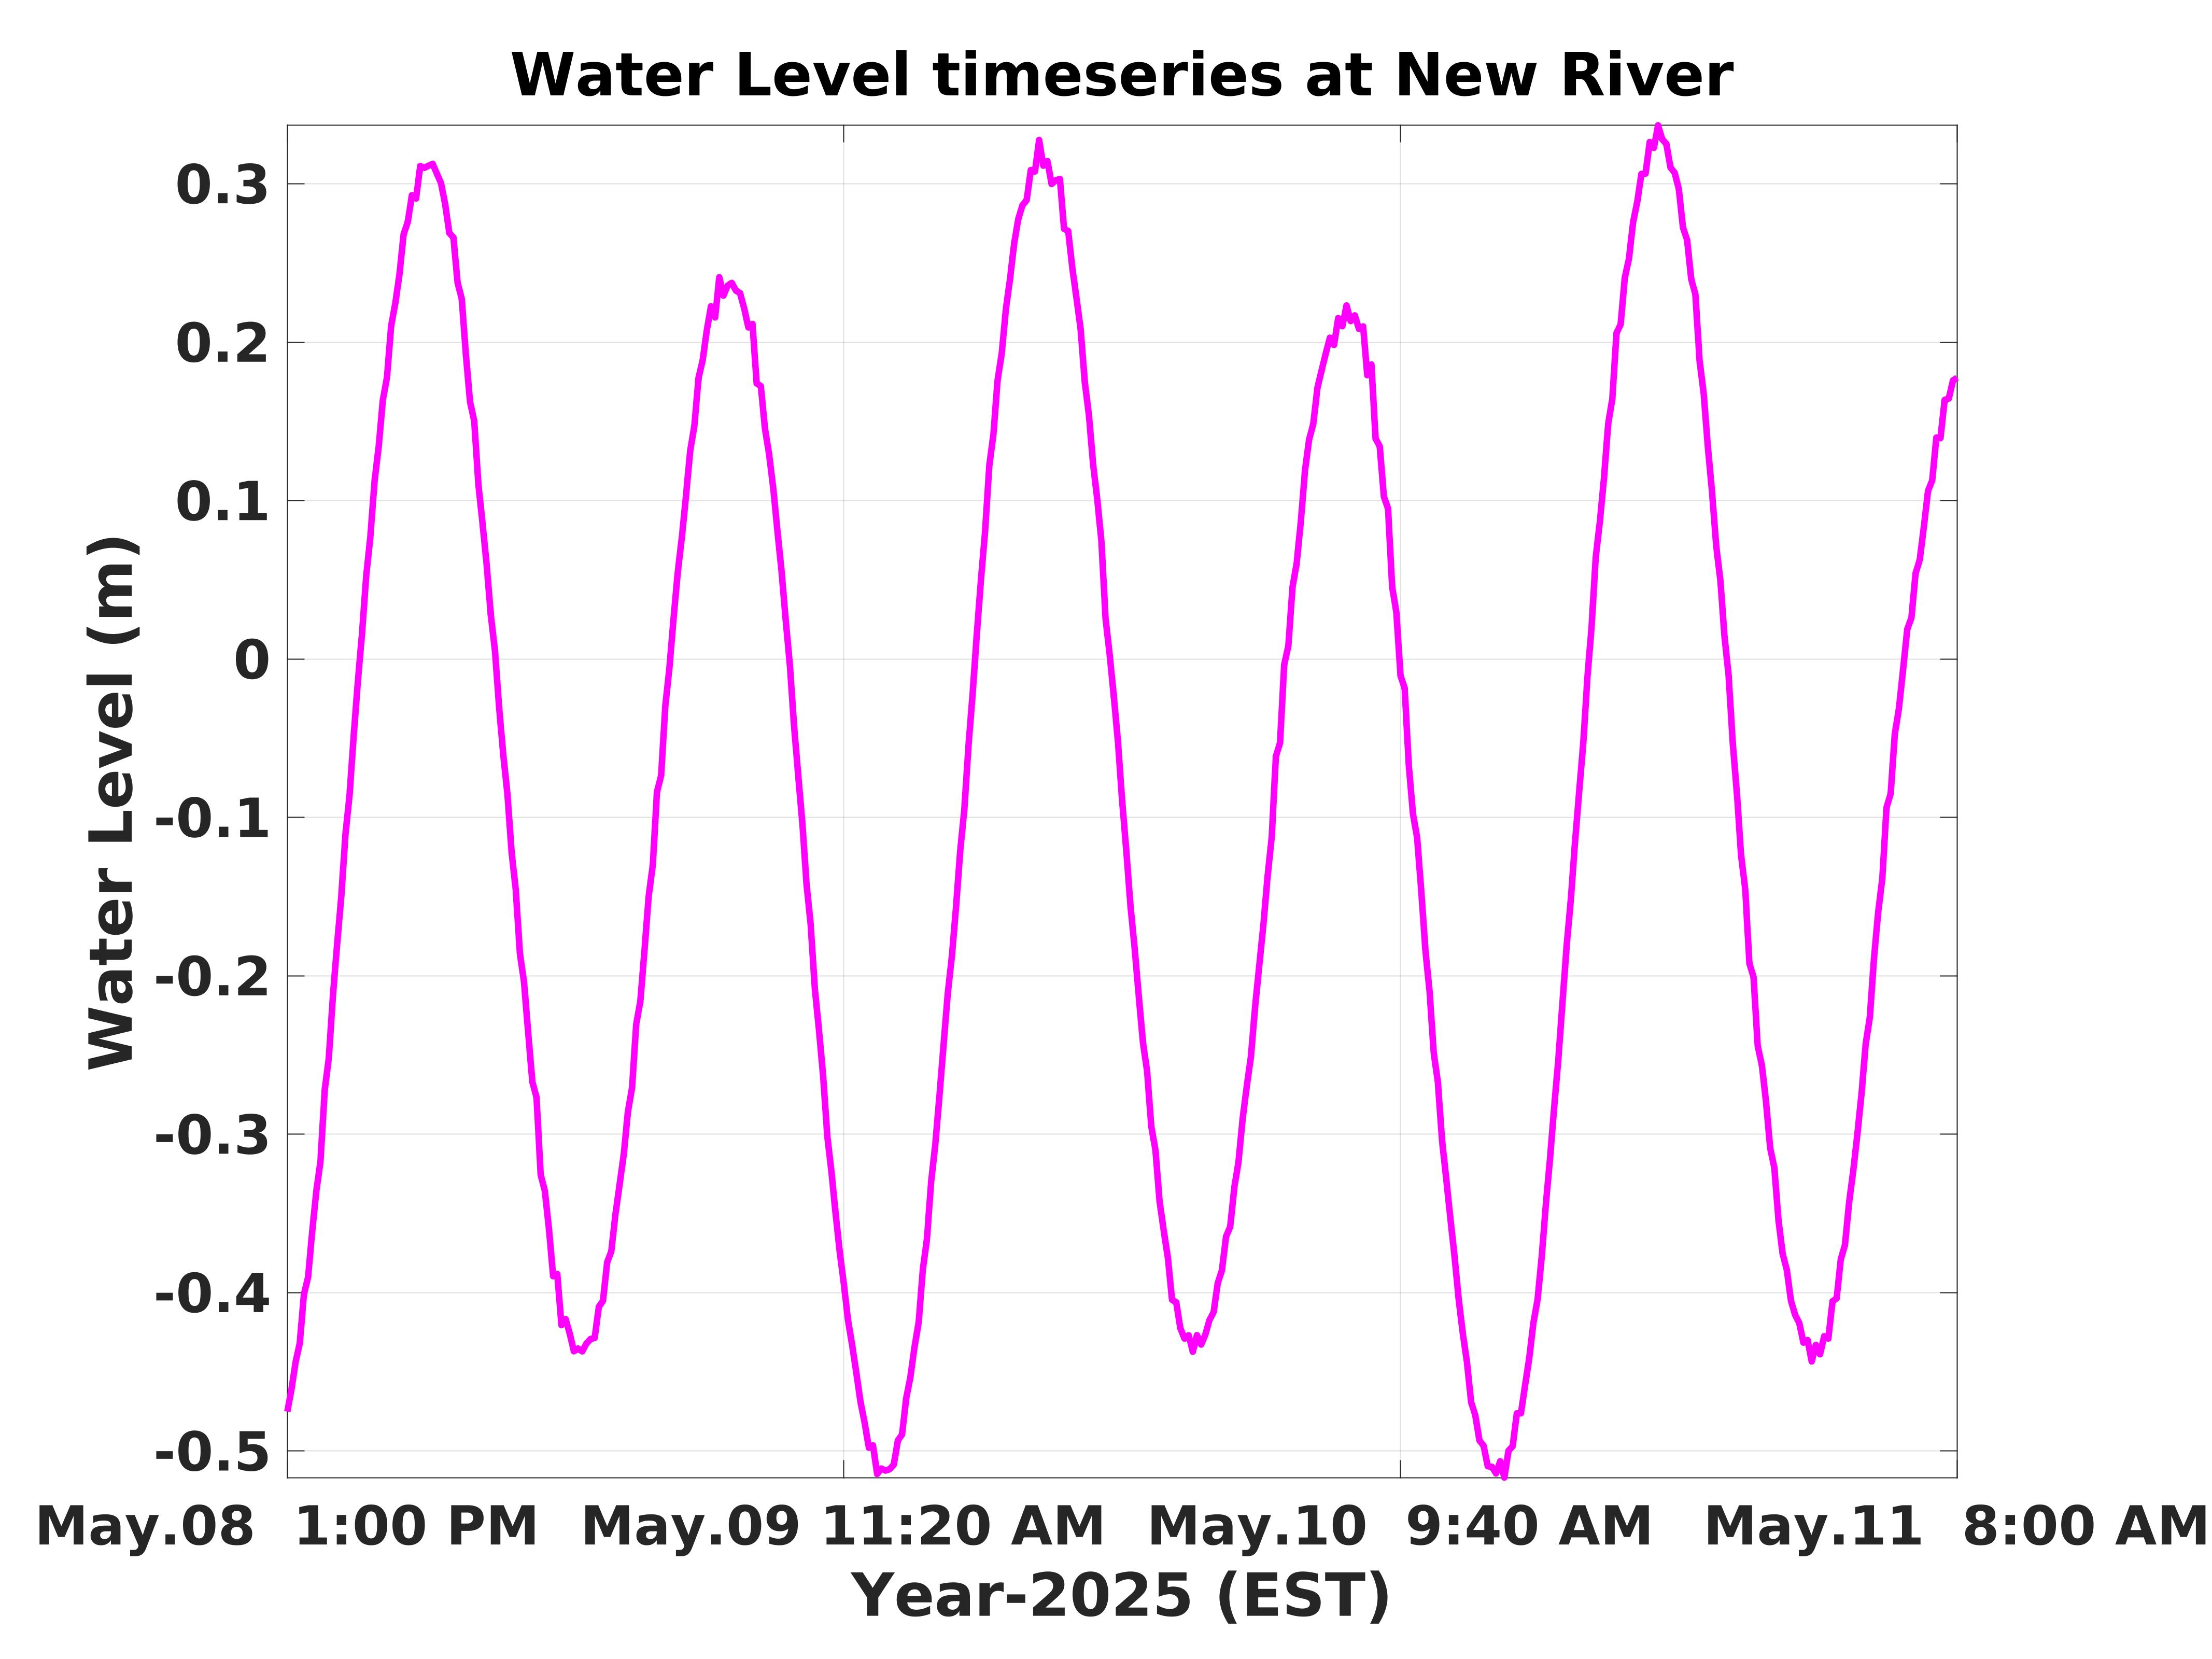 Water Level timeseries at New River
Water Level (m)
0.3
0.2
0.1
0
-0.1
-0.2
-0.3
-0.4
-0.5
May.08  1:00 PM May.09 11:20 AM May.10  9:40 AM May.11  8:00 AM
Year-2025 (EST)